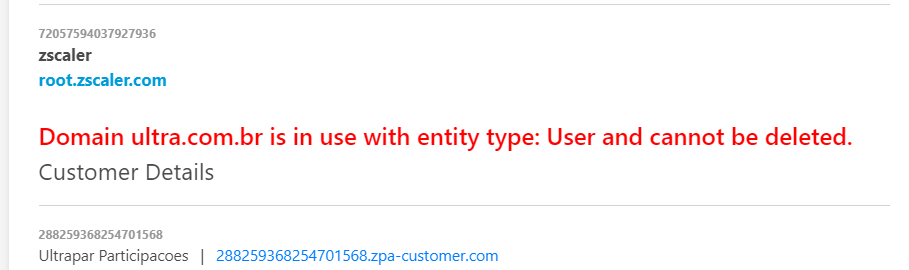 72057594037927936
zscaler
root.zscaler.com
Domain ultra.com.br is in use with entity type: User and cannot be deleted.
Customer Details
288259368254701568
Ultrapar Participacoes | 288259368254701568.zpa-customer.com